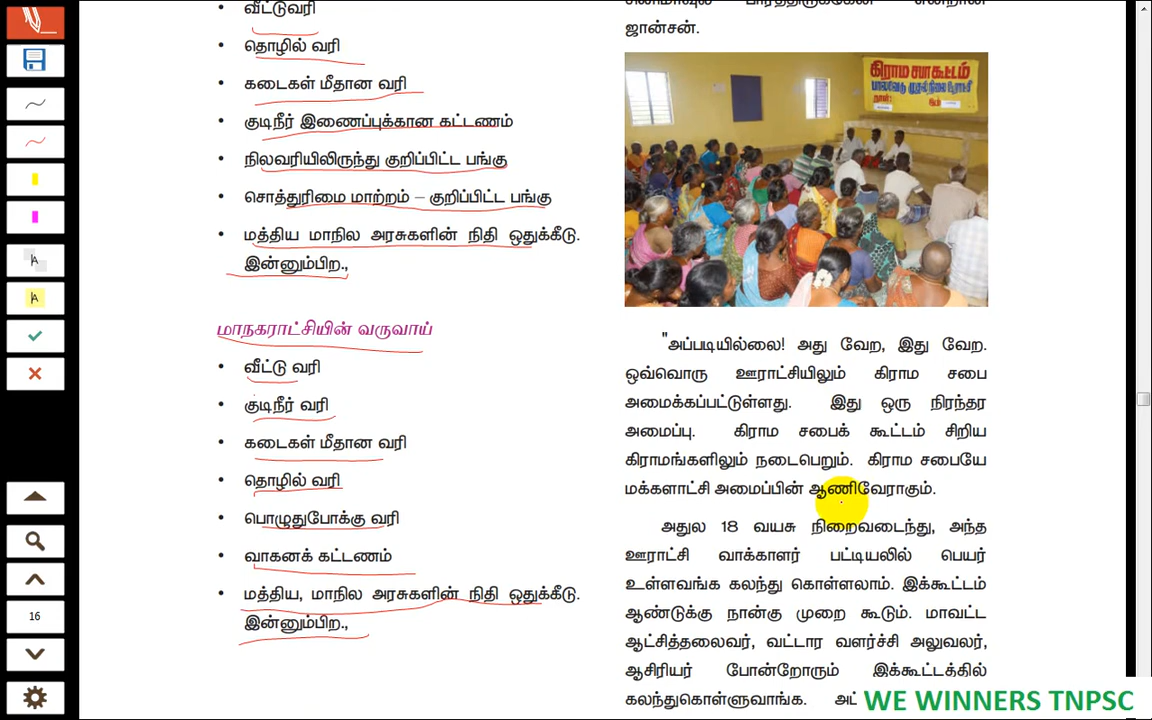 வீட்டுவரி
தொழில் வரி
கடைகள் மீதான வரி
குடிநீர் இணைப்புக்கான கட்டணம்
நிலவரியிலிருந்து குறிப்பிட்ட பங்கு
சொத்துரிமை மாற்றம் – குறிப்பிட்ட பங்கு
மத்திய மாநில அரசுகளின் நிதி ஒதுக்கீடு.
இன்னும்பிற.,
மாநகராட்சியின் வருவாய்
வீட்டு வரி
குடிநீர் வரி
கடைகள் மீதான வரி
தொழில் வரி
பொழுதுபோக்கு வரி
வாகனக் கட்டணம்
மத்திய, மாநில அரசுகளின் நிதி ஒதுக்கீடு.
இன்னும்பிற.,
ஜான்சன்.
கிராம சபா கூட்டம்
"அப்படியில்லை! அது வேற, இது வேற.
ஒவ்வொரு ஊராட்சியிலும் கிராம சபை
அமைக்கப்பட்டுள்ளது. இது ஒரு நிரந்தர
அமைப்பு. கிராம சபைக் கூட்டம் சிறிய
கிராமங்களிலும் நடைபெறும். கிராம சபையே
மக்களாட்சி அமைப்பின் ஆணிவேராகும்.
அதுல 18 வயசு நிறைவடைந்து, அந்த
ஊராட்சி வாக்காளர் பட்டியலில் பெயர்
உள்ளவங்க கலந்து கொள்ளலாம். இக்கூட்டம்
ஆண்டுக்கு நான்கு முறை கூடும். மாவட்ட
ஆட்சித்தலைவர், வட்டார வளர்ச்சி அலுவலர்,
ஆசிரியர் போன்றோரும் இக்கூட்டத்தில்
கலந்துகொள்ளுவாங்க.
16
WE WINNERS TNPSC